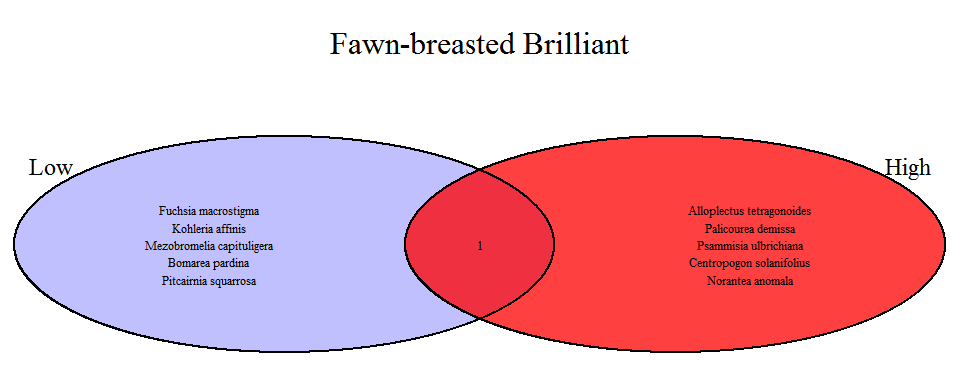 Fawn-breasted Brilliant
Low
High
Fuchsia macrostigma
Kohleria affinis
Mezobromelia capituligera
Bomarea pardina
Pitcairnia squarrosa
1
Alloplectus tetragonoides
Palicourea demissa
Psammisia ulbrichiana
Centropogon solanifolius
Norantea anomala